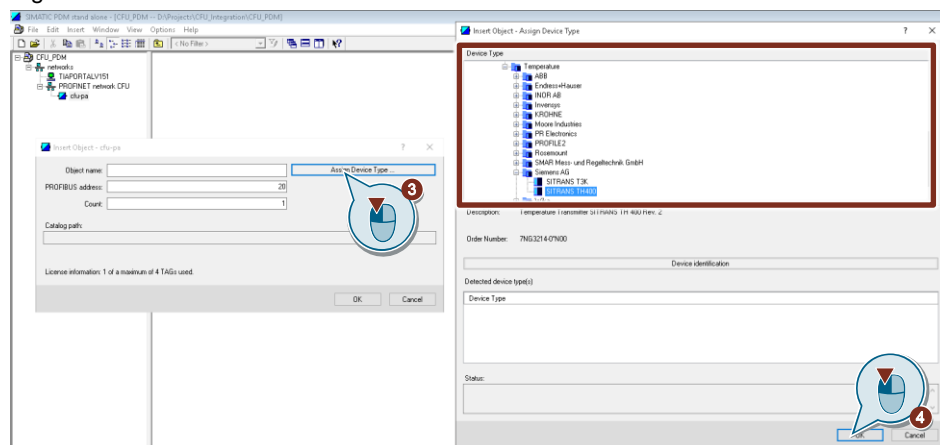 SIMATIC PDM stand alone - [CFU_PDM -- D:\Projects\CFU_Integration\CFU_PDM]
File Edit Insert Window View Options Help
< No Filter >
CFU_PDM
networks
TIAPORTALV151
PROFINET network CFU
cfu-pa
Insert Object - cfu-pa
? ×
Object name:
Assign Device Type ...
PROFIBUS address:
20
Count:
1
Catalog path:
License information: 1 of a maximum of 4 TAGs used.
OK Cancel
3
Insert Object - Assign Device Type
? ×
Device Type
Temperature
ABB
Endress+Hauser
INOR AB
Invensys
KROHNE
Moore Industries
PR Electronics
PROFILE2
Rosemount
SMAR Mess- und Regeltechnik GmbH
Siemens AG
SITRANS T3K
SITRANS TH400
Description: Temperature Transmitter SITRANS TH 400 Rev. 2
Order Number: 7NG3214-0*N00
Device identification
Detected device type(s)
Device Type
Status:
4
OK Cancel